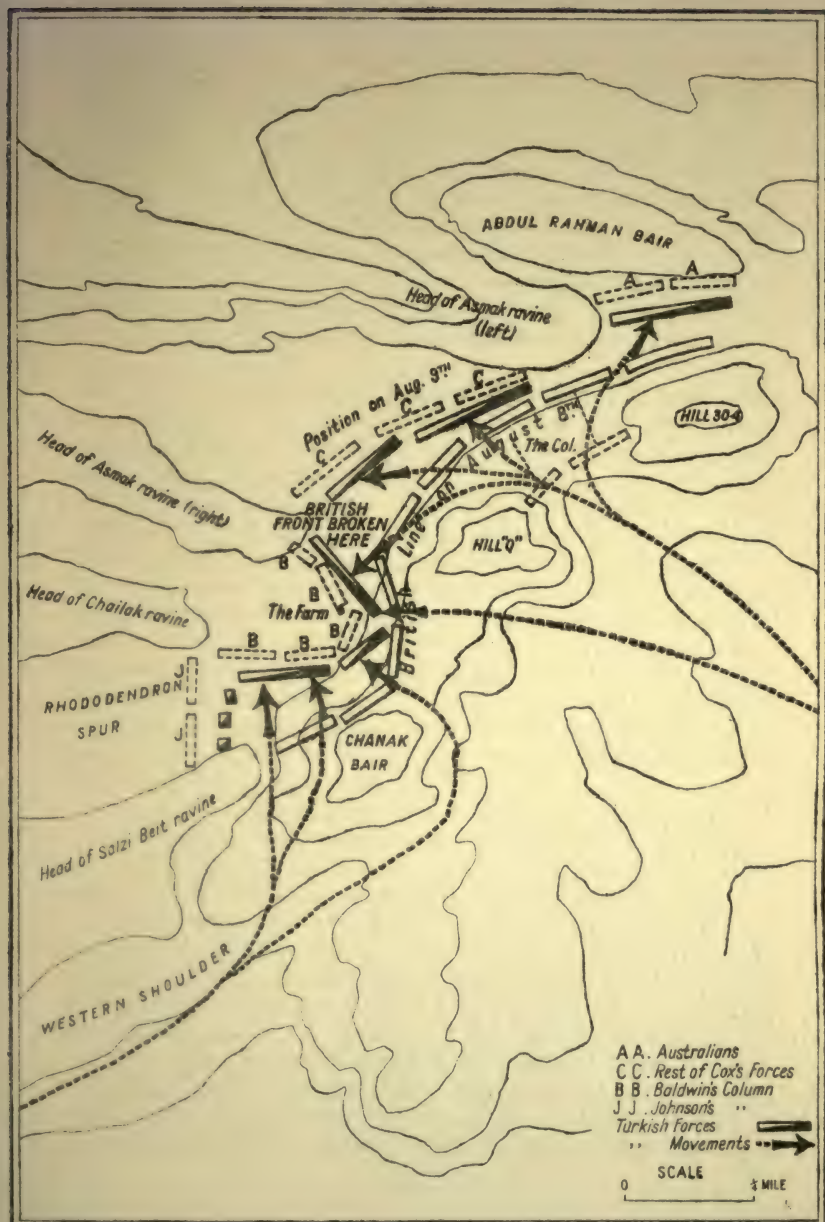 ABDUL RAHMAN BAIR
A A
Head of Asmak ravine
(left)
Position on Aug. 9TH
C C C
HILL 304
The Col.
Line on August 8TH
British
Head of Asmak ravine (right)
BRITISH
FRONT BROKEN
HERE
HILL "Q"
B
B
Head of Chailak ravine
The Farm
B
B B
J
RHODODENDRON
SPUR
J
CHANAK
BAIR
Head of Salzi Beit ravine
WESTERN SHOULDER
A A. Australians
C C. Rest of Cox's Forces
B B. Baldwin's Column
J J. Johnson's "
Turkish Forces
" Movements
SCALE
0 ¼ MILE